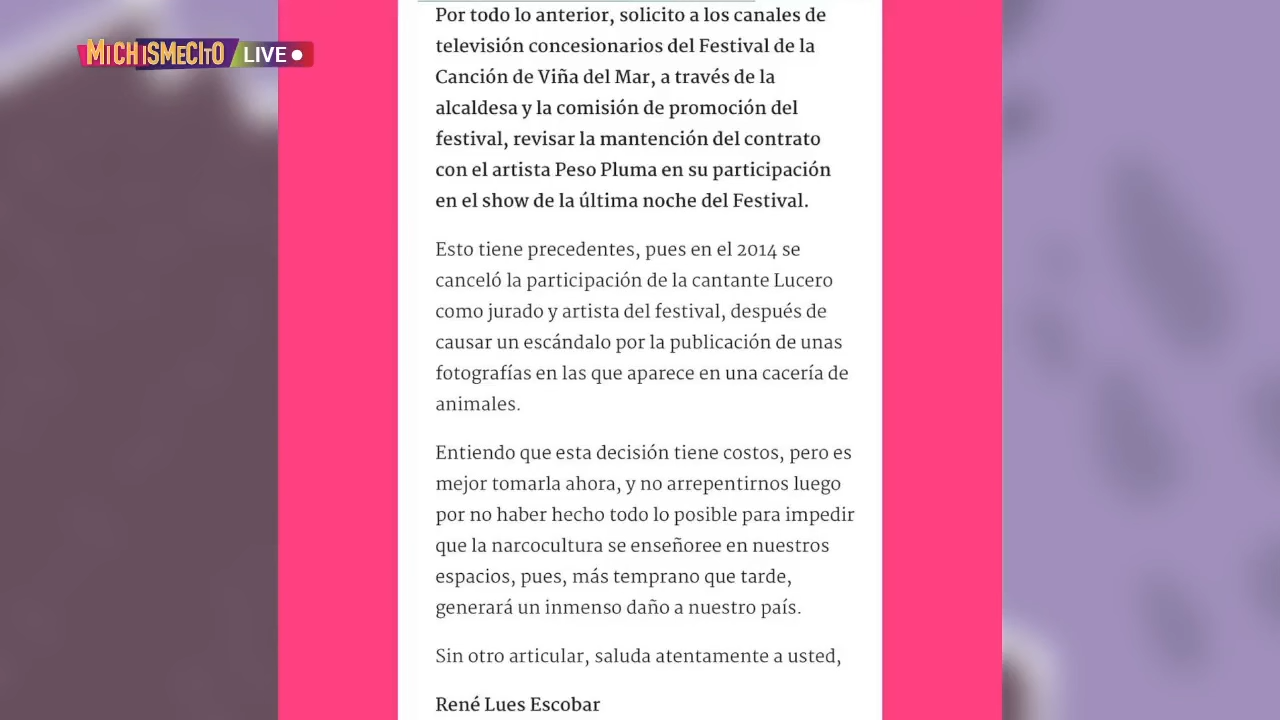 MICHISMECITO LIVE
Por todo lo anterior, solicito a los canales de
televisión concesionarios del Festival de la
Canción de Viña del Mar, a través de la
alcaldesa y la comisión de promoción del
festival, revisar la mantención del contrato
con el artista Peso Pluma en su participación
en el show de la última noche del Festival.
Esto tiene precedentes, pues en el 2014 se
canceló la participación de la cantante Lucero
como jurado y artista del festival, después de
causar un escándalo por la publicación de unas
fotografías en las que aparece en una cacería de
animales.
Entiendo que esta decisión tiene costos, pero es
mejor tomarla ahora, y no arrepentirnos luego
por no haber hecho todo lo posible para impedir
que la narcocultura se enseñoree en nuestros
espacios, pues, más temprano que tarde,
generará un inmenso daño a nuestro país.
Sin otro articular, saluda atentamente a usted,
René Lues Escobar